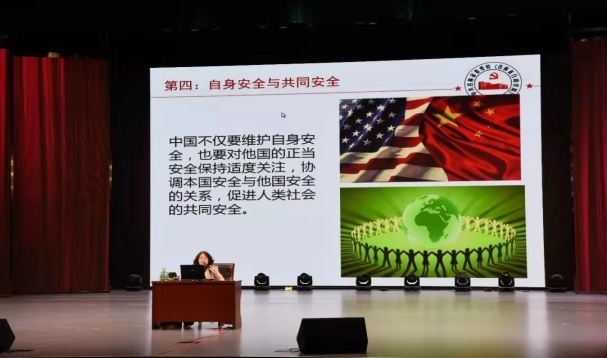 第四：自身安全与共同安全
中国不仅要维护自身安
全，也要对他国的正当
安全保持适度关注，协
调本国安全与他国安全
的关系，促进人类社会
的共同安全。